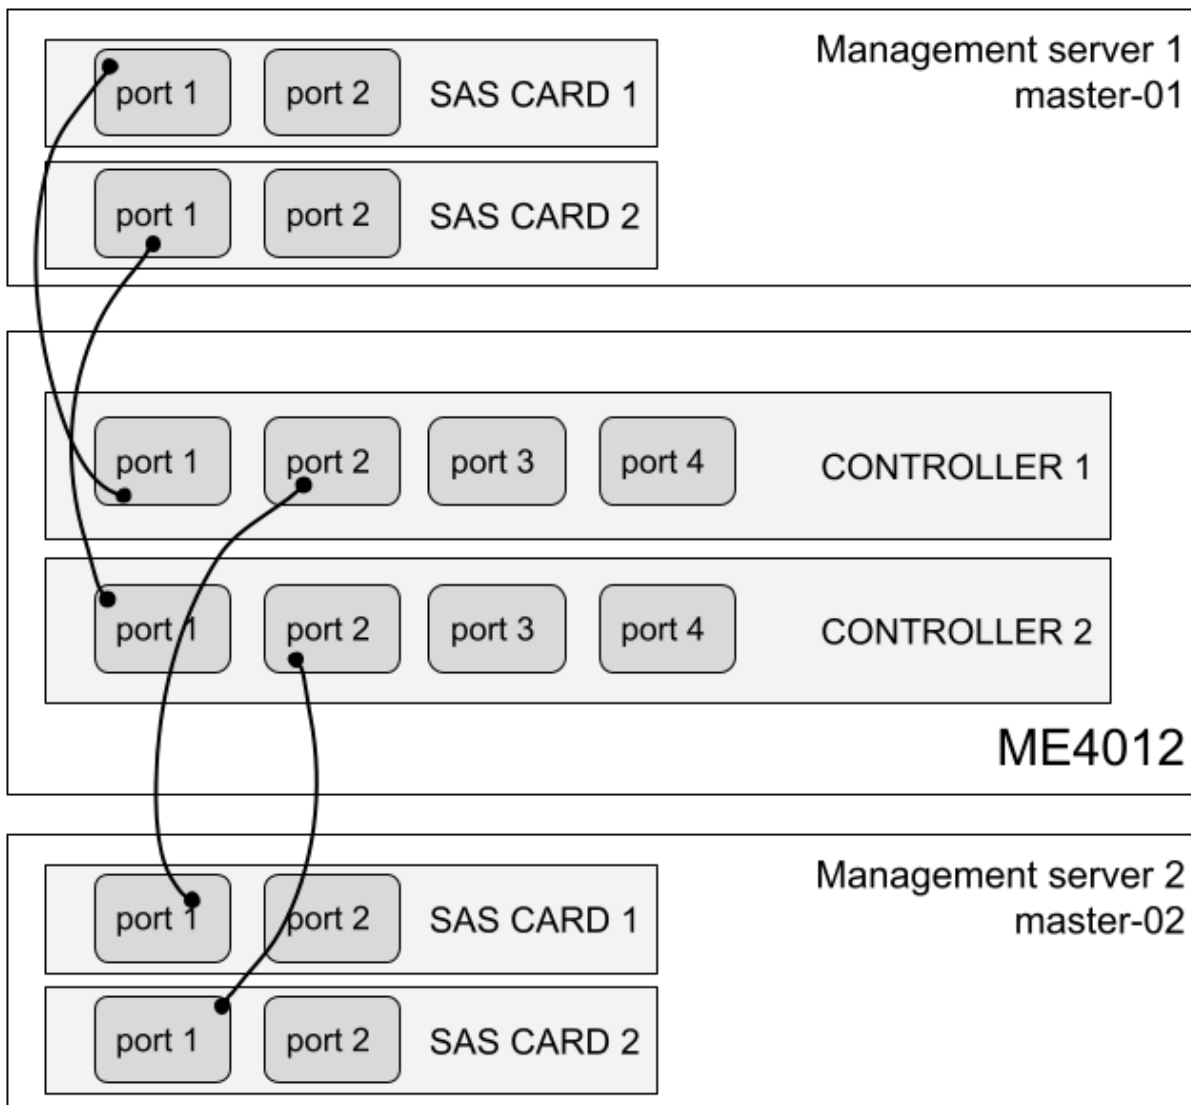 Management server 1
master-01
port 1 port 2 SAS CARD 1
port 1 port 2 SAS CARD 2
port 1 port 2 port 3 port 4 CONTROLLER 1
port 1 port 2 port 3 port 4 CONTROLLER 2
ME4012
Management server 2
master-02
port 1 port 2 SAS CARD 1
port 1 port 2 SAS CARD 2